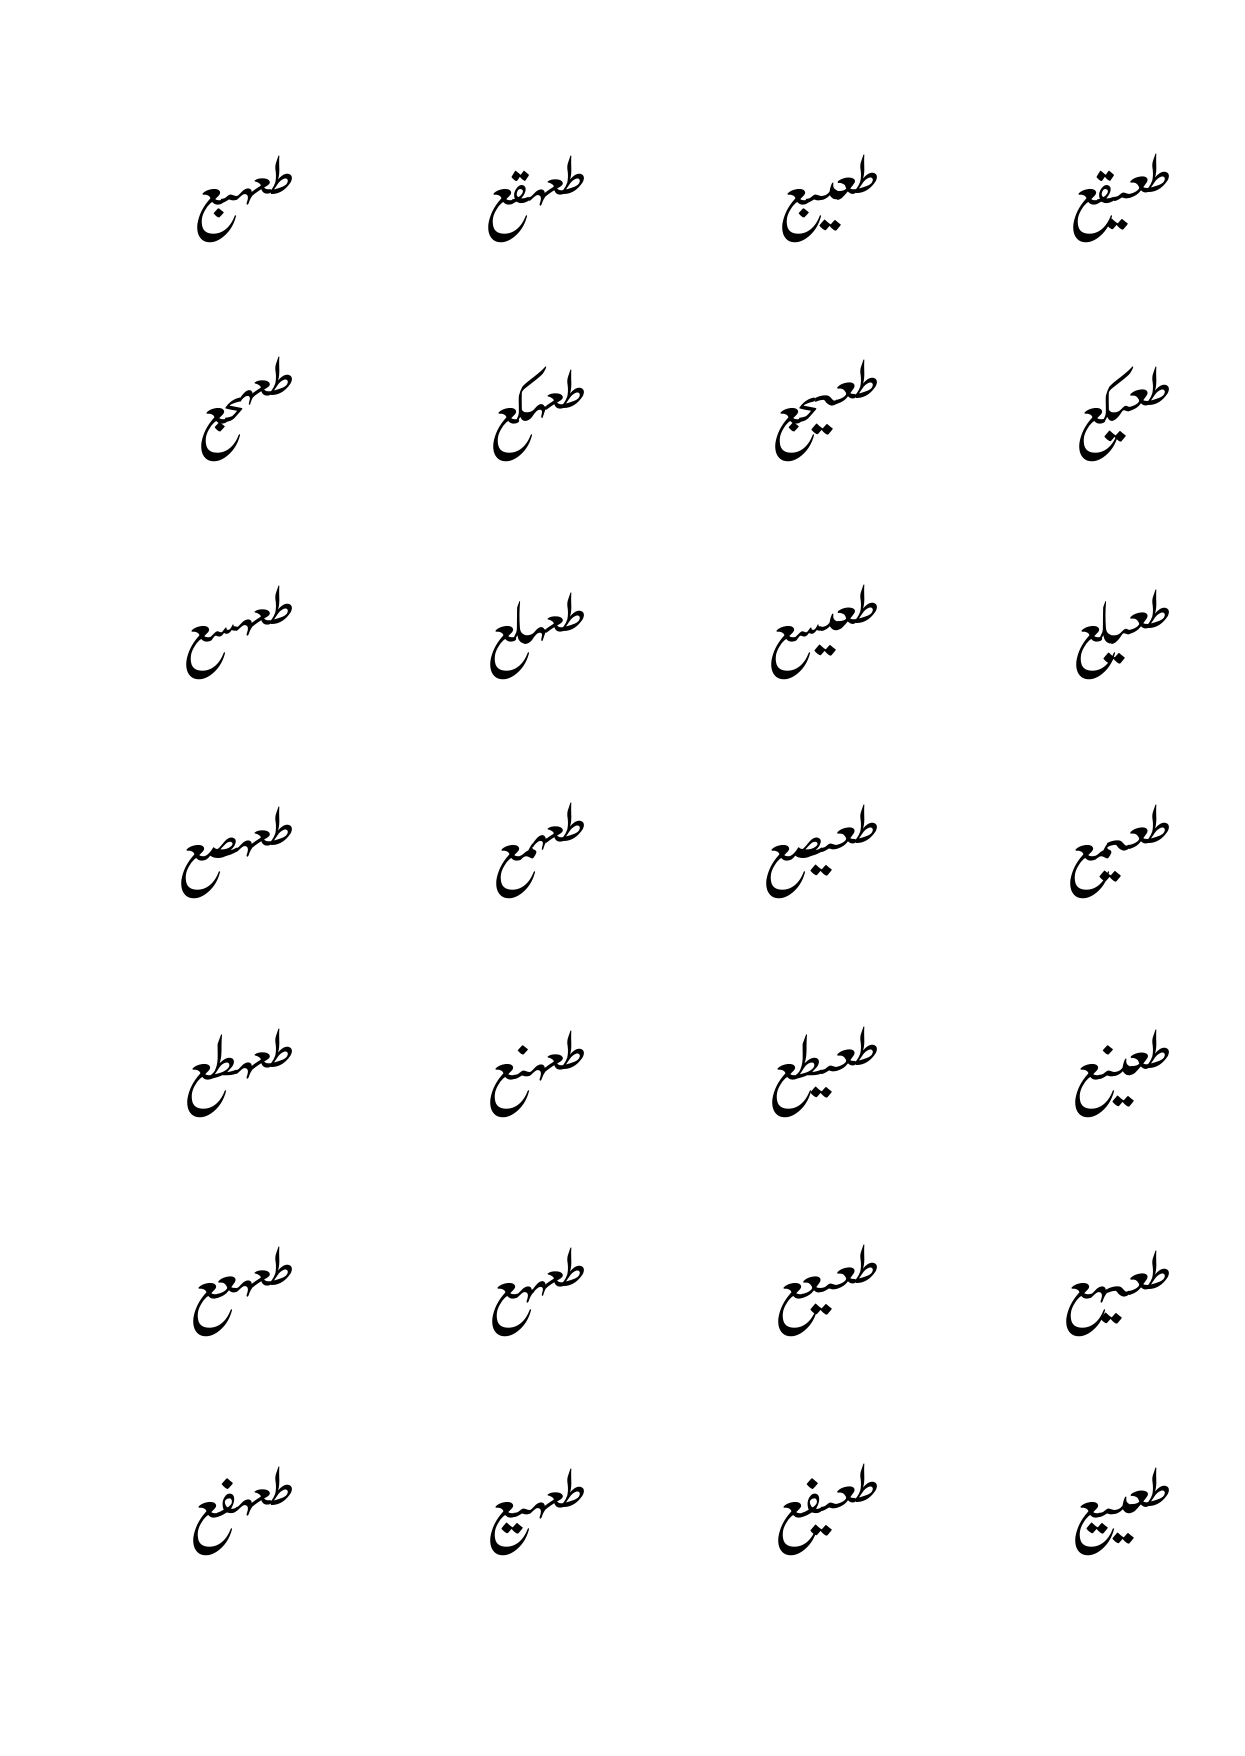 طعيقع طعييع طعهقع طعهبع
طعيكع طعيجع طعهكع طعهجع
طعيلع طعيسع طعهلع طعهسع
طعيمع طعيصع طعهمع طعهصع
طعينع طعيطع طعهنع طعهطع
طعيهع طعيعع طعههع طعهعع
طعييع طعيفع طعهيع طعهفع